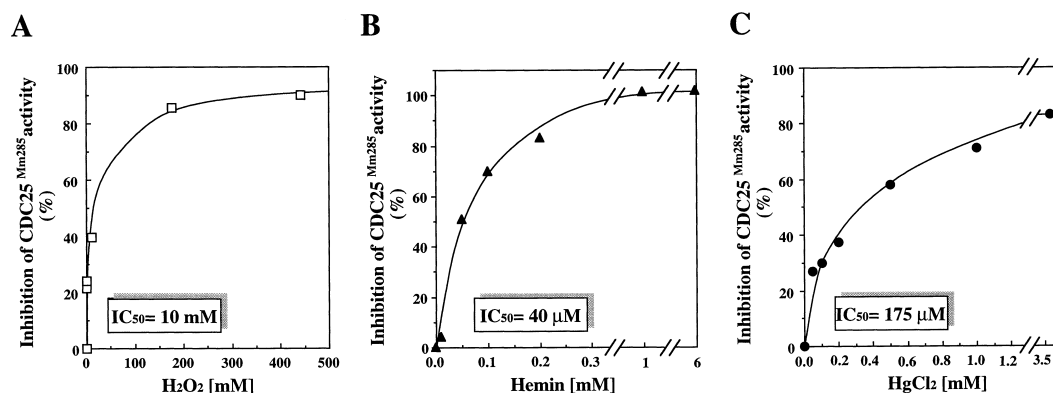 A
Inhibition of CDC25 Mm285 activity
(%)
100
80
60
40
20
0
IC50= 10 mM
0 100 200 300 400 500
H2O2 [mM]
B
Inhibition of CDC25 Mm285 activity
(%)
100
80
60
40
20
0
IC50= 40 µM
0.0 0.1 0.2 0.3 1 6
Hemin [mM]
C
Inhibition of CDC25 Mm285 activity
(%)
100
80
60
40
20
0
IC50= 175 µM
0.0 0.2 0.4 0.6 0.8 1.0 1.2 3.5
HgCl2 [mM]